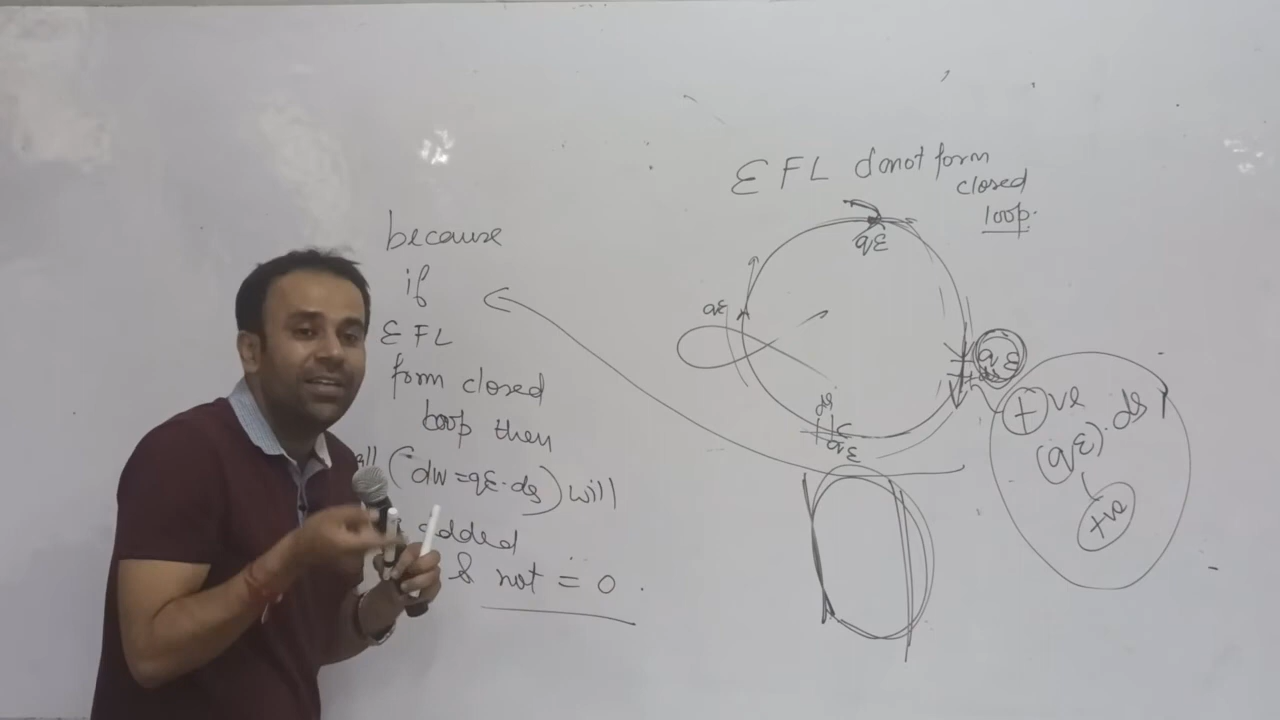 because
if
EFL
form closed
loop then
all (dW = qE·ds) will
added
& not = 0.
EFL donot form
closed
loop.
qE
qE
qE
ds
ds
qE
+ve
(qE)·ds
+ve